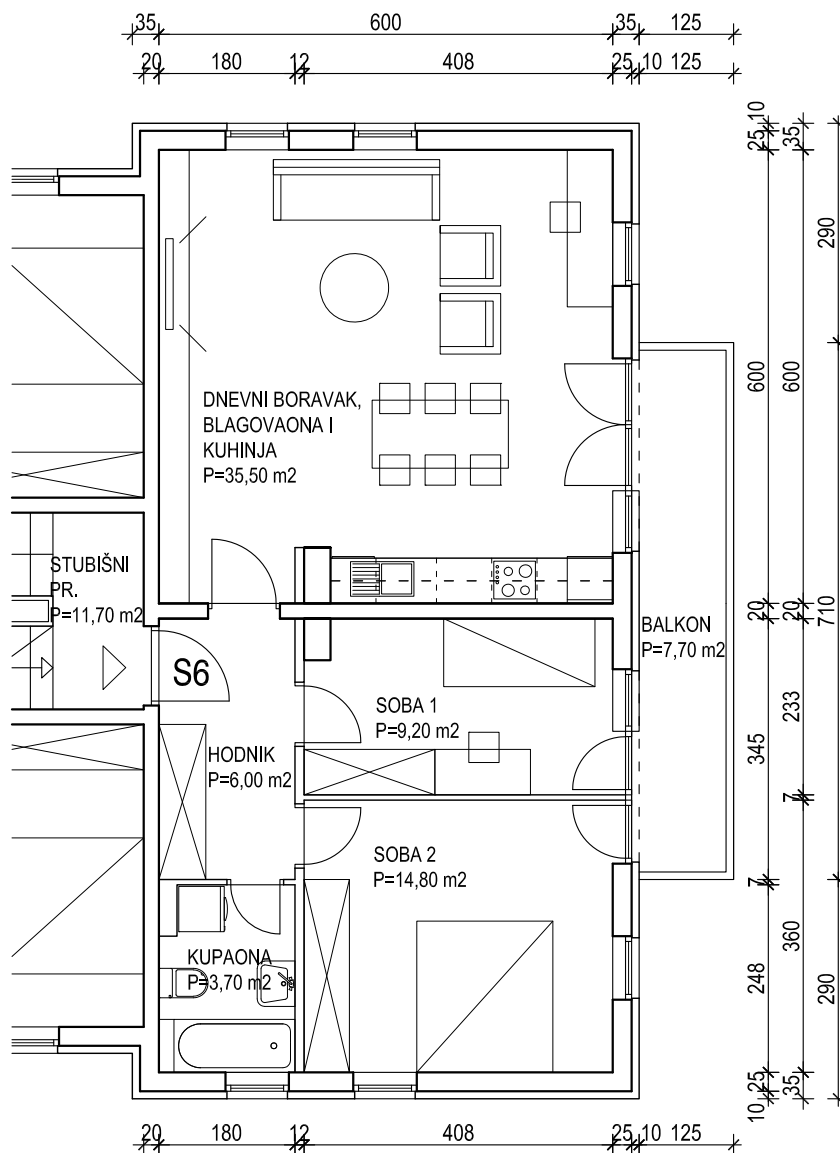 35 600 35 125
20 180 12 408 25 10 125
DNEVNI BORAVAK,
BLAGOVAONA I
KUHINJA
P=35,50 m2
STUBIŠNI
PR.
P=11,70 m2
S6
BALKON
P=7,70 m2
SOBA 1
P=9,20 m2
HODNIK
P=6,00 m2
SOBA 2
P=14,80 m2
KUPAONA
P=3,70 m2
10
25
600
20
345
7
248
25
10
35
600
20
233
7
360
35
290
710
290
20 180 12 408 25 10 125